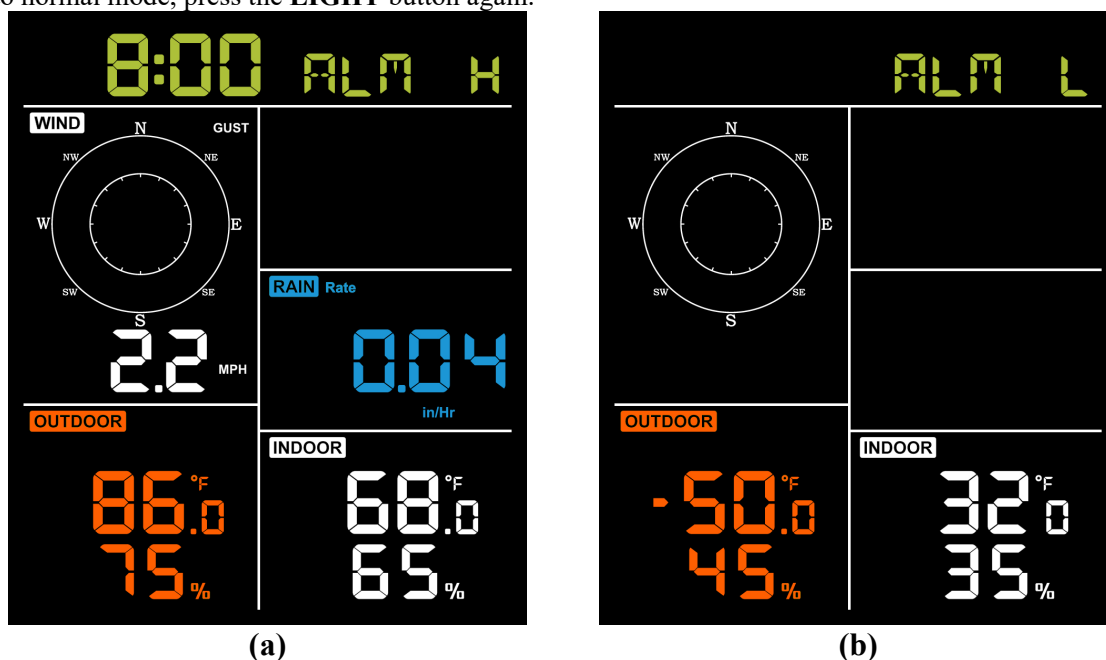 o normal mode, press the LIGHT button again.
8:00 ALM H
WIND
GUST
N
NW
NE
W
E
SW
SE
S
2.2 MPH
RAIN Rate
0.04
in/Hr
OUTDOOR
86.0 °F
75%
INDOOR
68.0 °F
65%
(a)
ALM L
N
NW
NE
W
E
SW
SE
S
OUTDOOR
-50.0 °F
45%
INDOOR
32 0 °F
35%
(b)